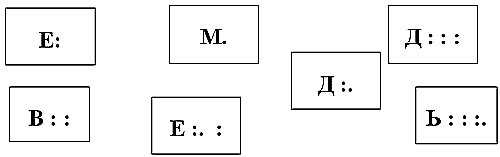 Е:
М.
Д : : :
Д :.
В : :
Е :. :
Ь : : :.